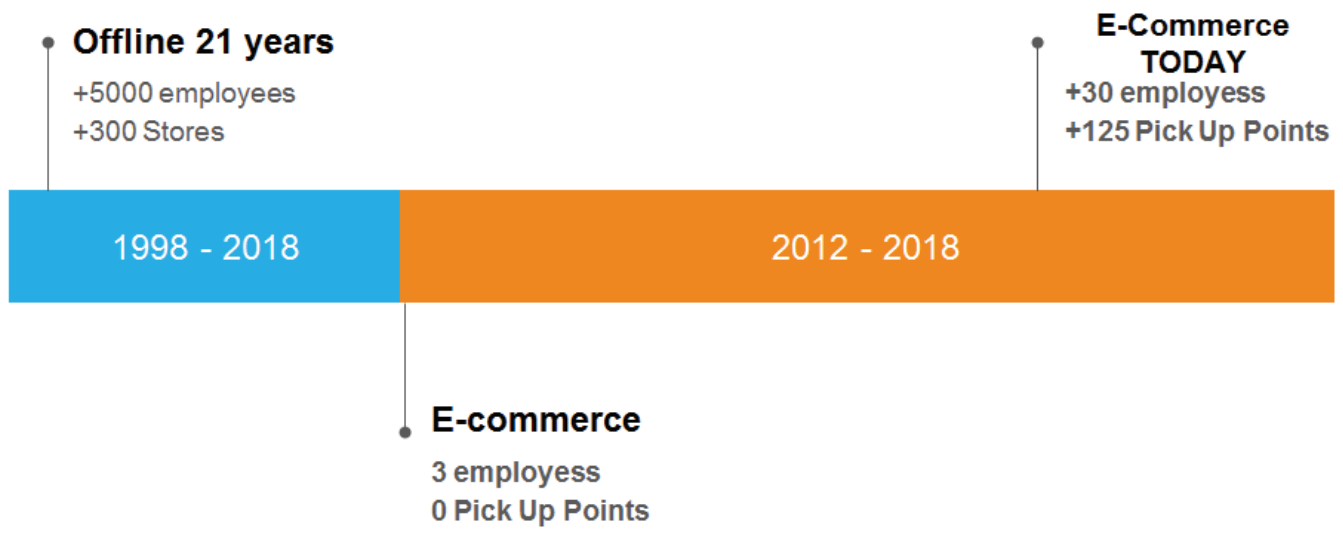 Offline 21 years
+5000 employees
+300 Stores
E-Commerce
TODAY
+30 employess
+125 Pick Up Points
1998 - 2018
2012 - 2018
E-commerce
3 employess
0 Pick Up Points